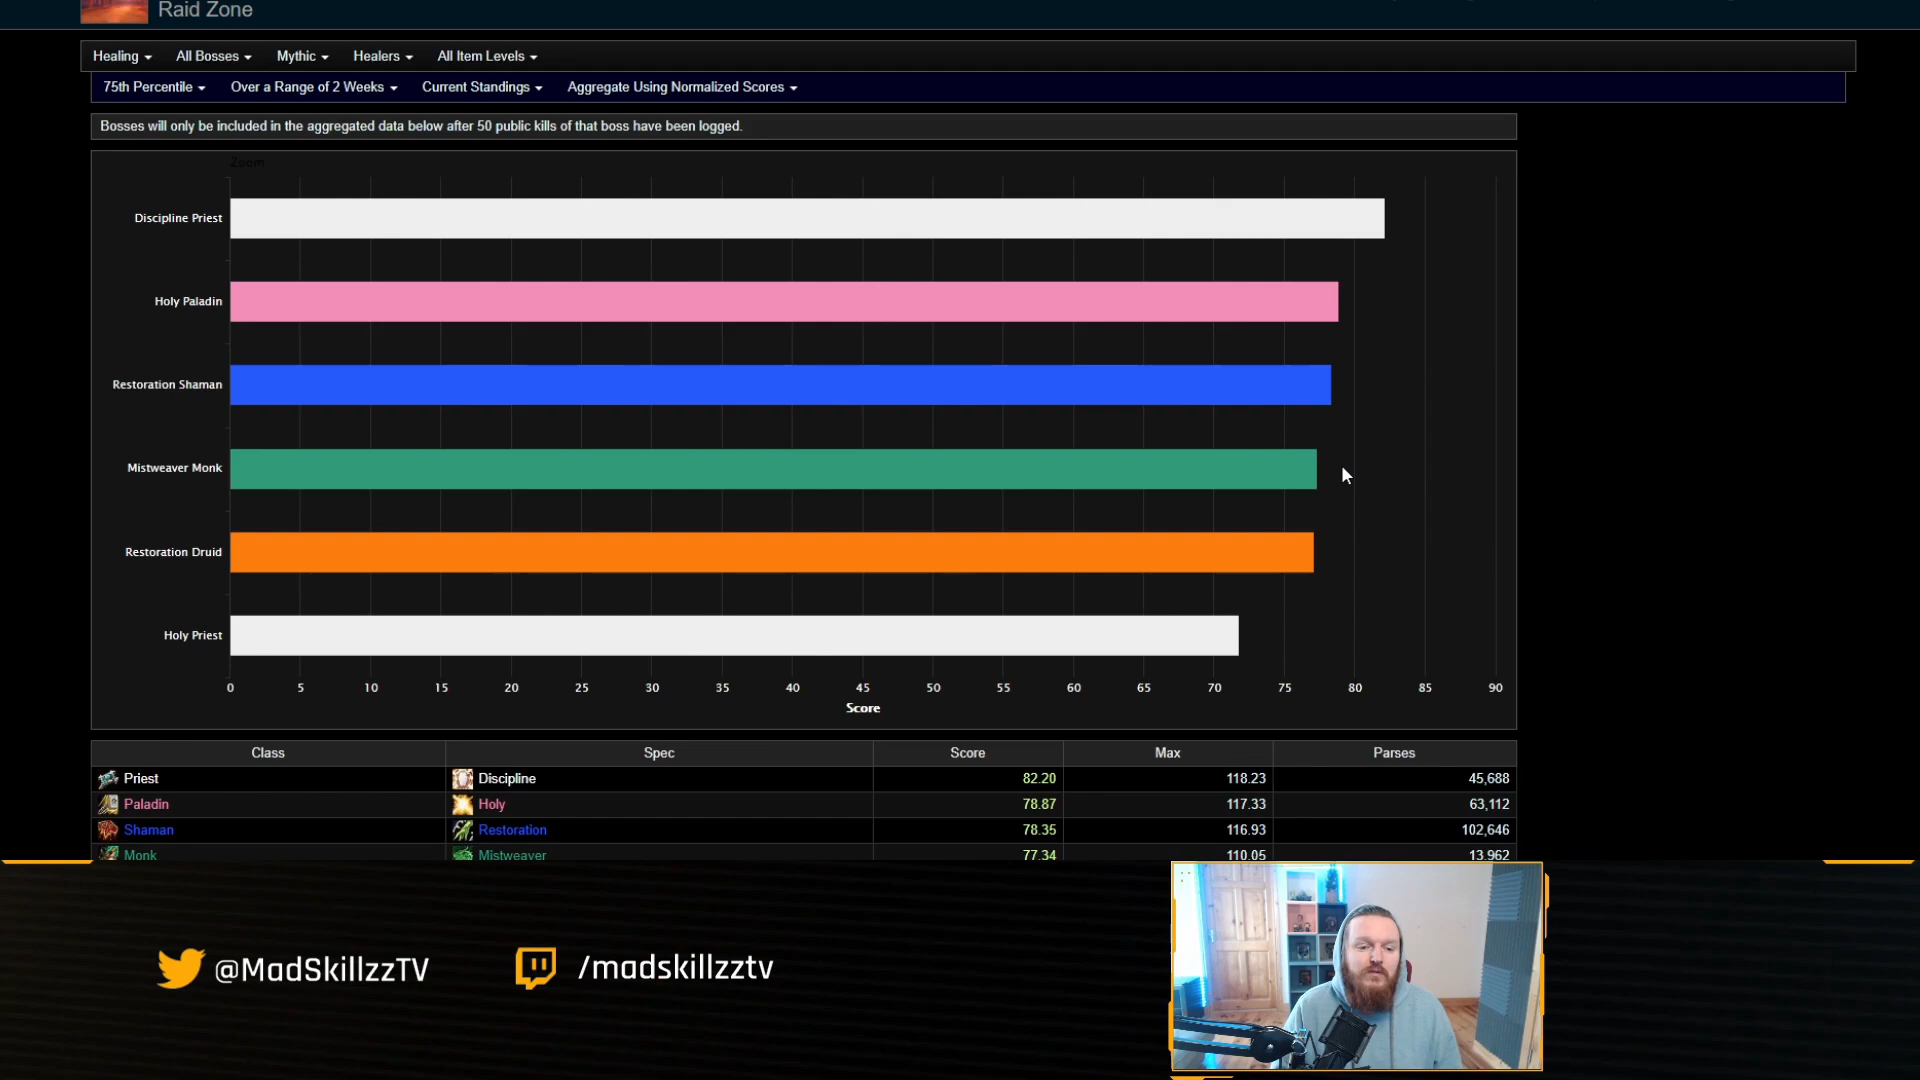 Raid Zone
Healing All Bosses Mythic Healers All Item Levels
75th Percentile Over a Range of 2 Weeks Current Standings Aggregate Using Normalized Scores
Bosses will only be included in the aggregated data below after 50 public kills of that boss have been logged.
Zoom
Discipline Priest
Holy Paladin
Restoration Shaman
Mistweaver Monk
Restoration Druid
Holy Priest
0 5 10 15 20 25 30 35 40 45 50 55 60 65 70 75 80 85 90
Score
Class Spec Score Max Parses
Priest Discipline 82.20 118.23 45,688
Paladin Holy 78.87 117.33 63,112
Shaman Restoration 78.35 116.93 102,646
Monk Mistweaver 77.34 110.05 13,962
@MadSkillzzTV /madskillzztv